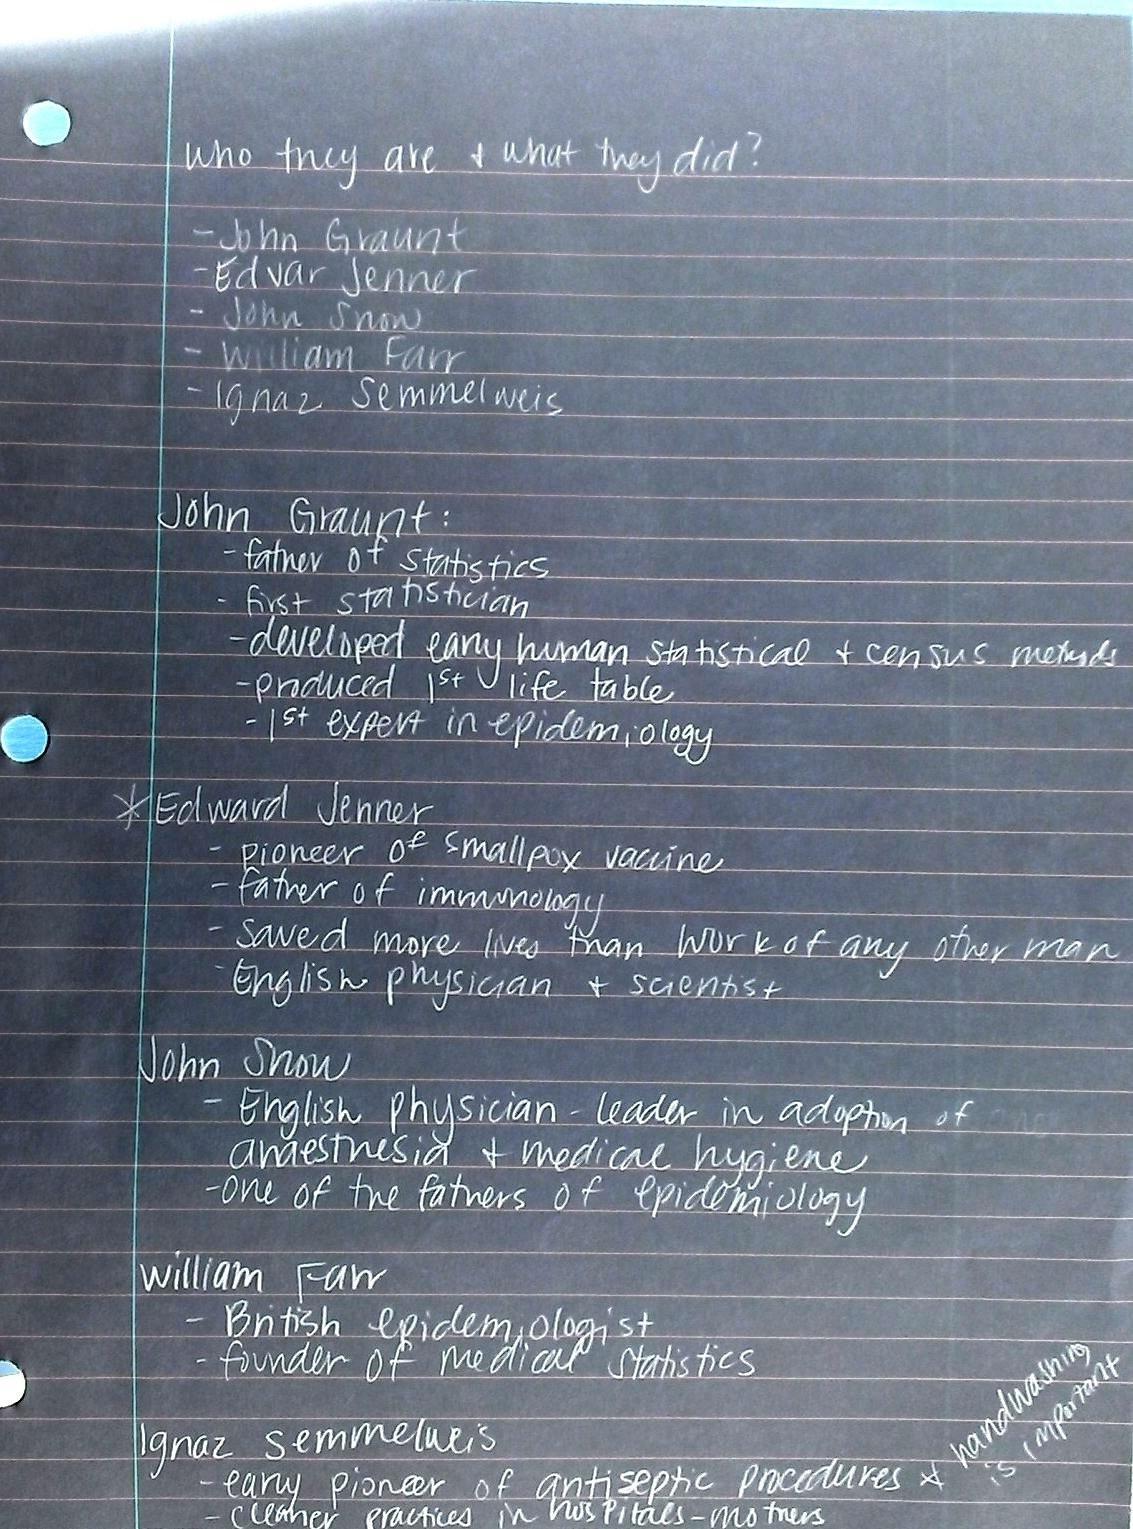 who they are + what they did?
- John Graunt
- Edvar Jenner
- John Snow
- William Farr
- Ignaz Semmelweis
John Graunt:
- father of statistics
- first statistician
- developed early human statistical + census methods
- produced 1st life table
- 1st expert in epidemiology
* Edward Jenner
- pioneer of smallpox vaccine
- father of immunology
- saved more lives than work of any other man
- English physician + scientist
John Snow
- English physician - leader in adoption of
anaesthesia + medical hygiene
- one of the fathers of epidemiology
William Farr
- British epidemiologist
- founder of medical statistics
Ignaz Semmelweis
- early pioneer of antiseptic procedures * handwashing
is important
- cleaner practices in hospitals - mothers